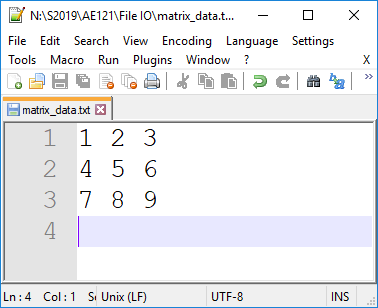 N:\S2019\AE121\File IO\matrix_data.t...
File Edit Search View Encoding Language Settings
Tools Macro Run Plugins Window ?
matrix_data.txt
1 1 2 3
2 4 5 6
3 7 8 9
4
Ln : 4 Col : 1 Unix (LF) UTF-8 INS